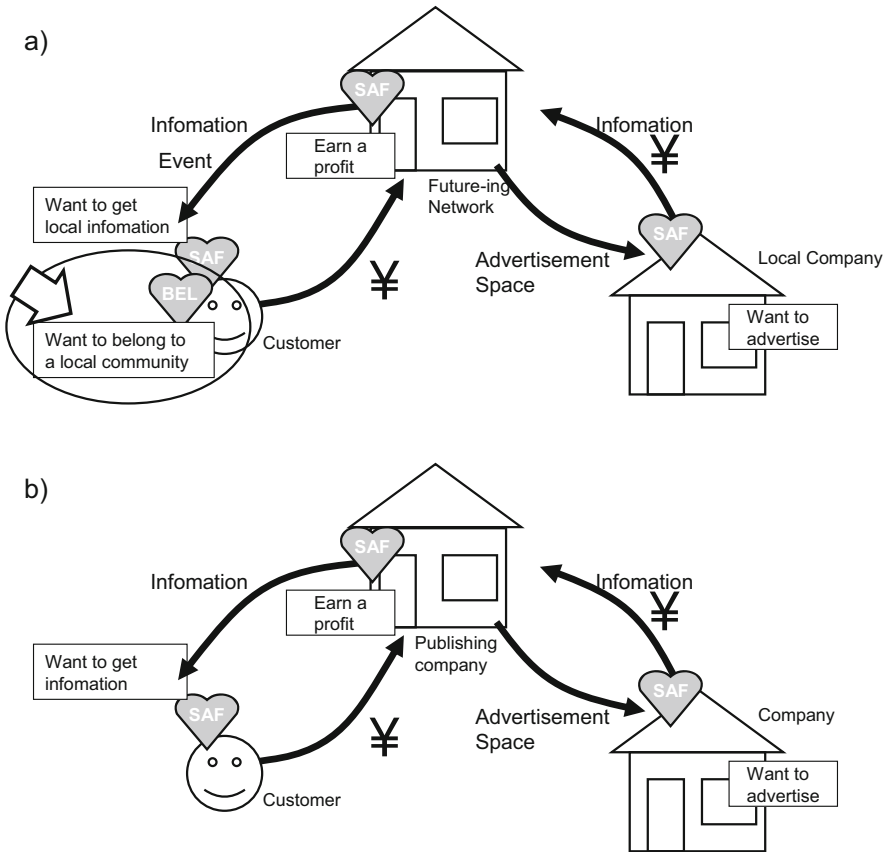 a)
SAF
Infomation
Event
Earn a
profit
Infomation
¥
Future-ing
Network
Want to get
local infomation
SAF
SAF
Advertisement
Space
Local Company
BEL
¥
Want to
advertise
Want to belong to
a local community
Customer
b)
SAF
Infomation
Earn a
profit
Infomation
¥
Publishing
company
Want to get
infomation
SAF
SAF
Advertisement
Space
Company
¥
Want to
advertise
Customer